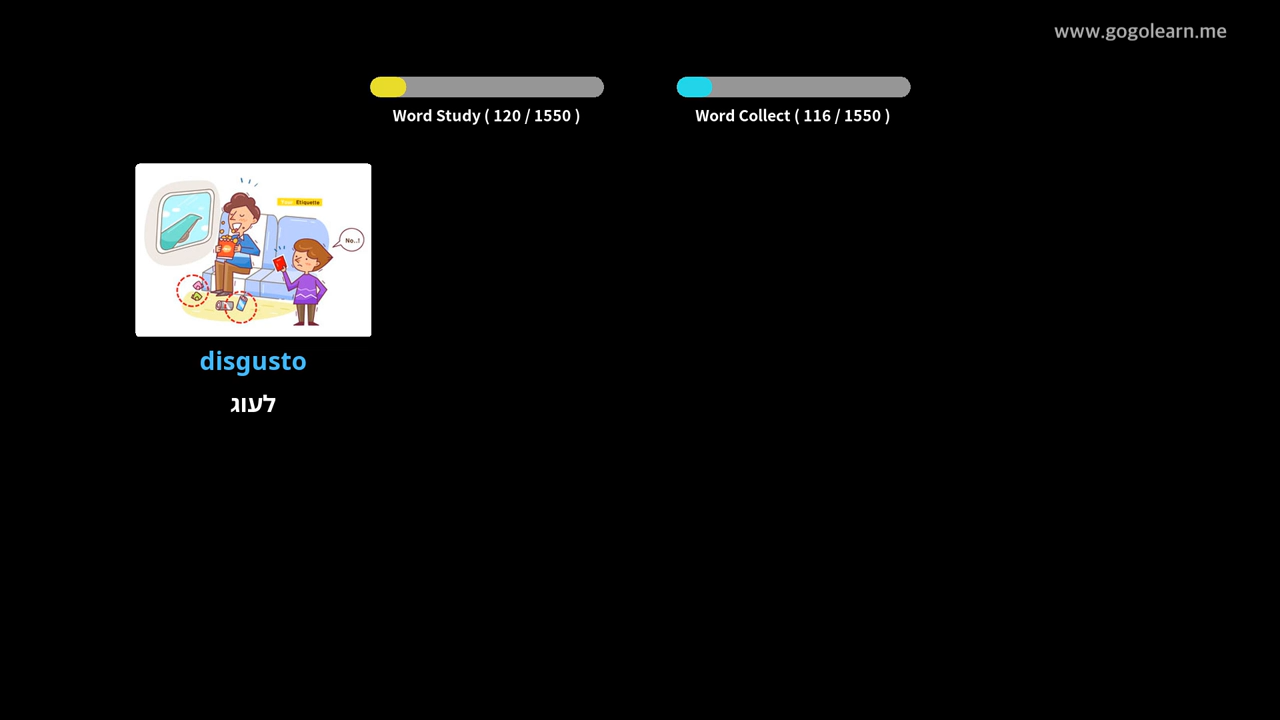 www.gogolearn.me
Word Study ( 120 / 1550 )
Word Collect ( 116 / 1550 )
Etiquette
No..!
disgusto
לעוג